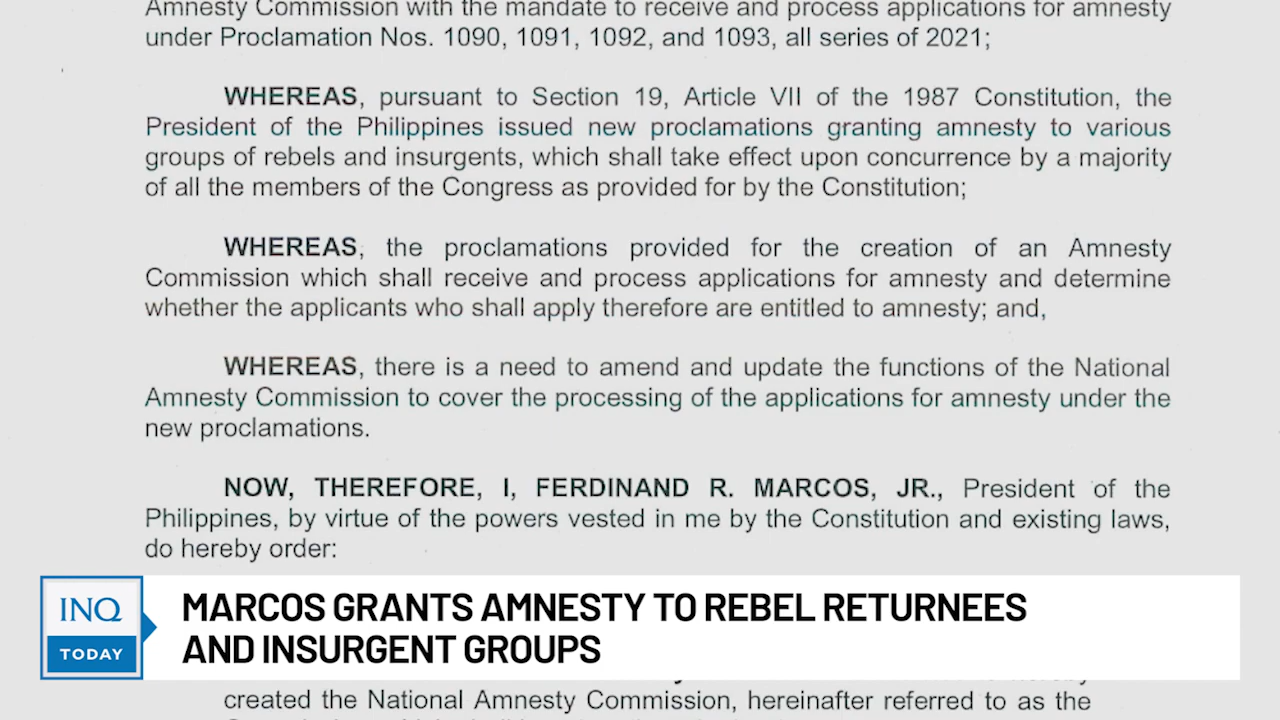 Amnesty Commission with the mandate to receive and process applications for amnesty
under Proclamation Nos. 1090, 1091, 1092, and 1093, all series of 2021;
WHEREAS, pursuant to Section 19, Article VII of the 1987 Constitution, the
President of the Philippines issued new proclamations granting amnesty to various
groups of rebels and insurgents, which shall take effect upon concurrence by a majority
of all the members of the Congress as provided for by the Constitution;
WHEREAS, the proclamations provided for the creation of an Amnesty
Commission which shall receive and process applications for amnesty and determine
whether the applicants who shall apply therefore are entitled to amnesty; and,
WHEREAS, there is a need to amend and update the functions of the National
Amnesty Commission to cover the processing of the applications for amnesty under the
new proclamations.
NOW, THEREFORE, I, FERDINAND R. MARCOS, JR., President of the
Philippines, by virtue of the powers vested in me by the Constitution and existing laws,
do hereby order:
INQ
TODAY
MARCOS GRANTS AMNESTY TO REBEL RETURNEES
AND INSURGENT GROUPS
hereby
created the National Amnesty Commission, hereinafter referred to as the